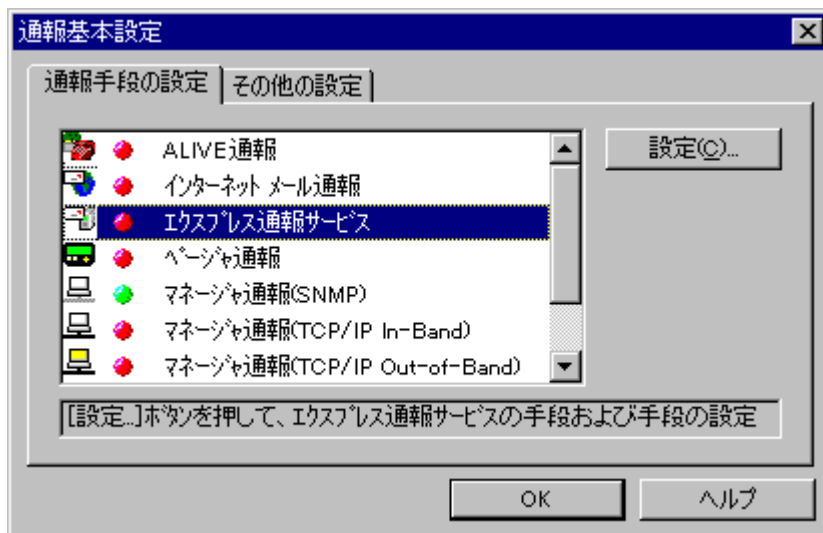 通報基本設定
通報手段の設定 その他の設定
ALIVE通報 設定(C)...
インターネット メール通報
エクスプレス通報サービス
ページャ通報
マネージャ通報(SNMP)
マネージャ通報(TCP/IP In-Band)
マネージャ通報(TCP/IP Out-of-Band)
[設定...]ボタンを押して、エクスプレス通報サービスの手段および手段の設定
OK ヘルプ